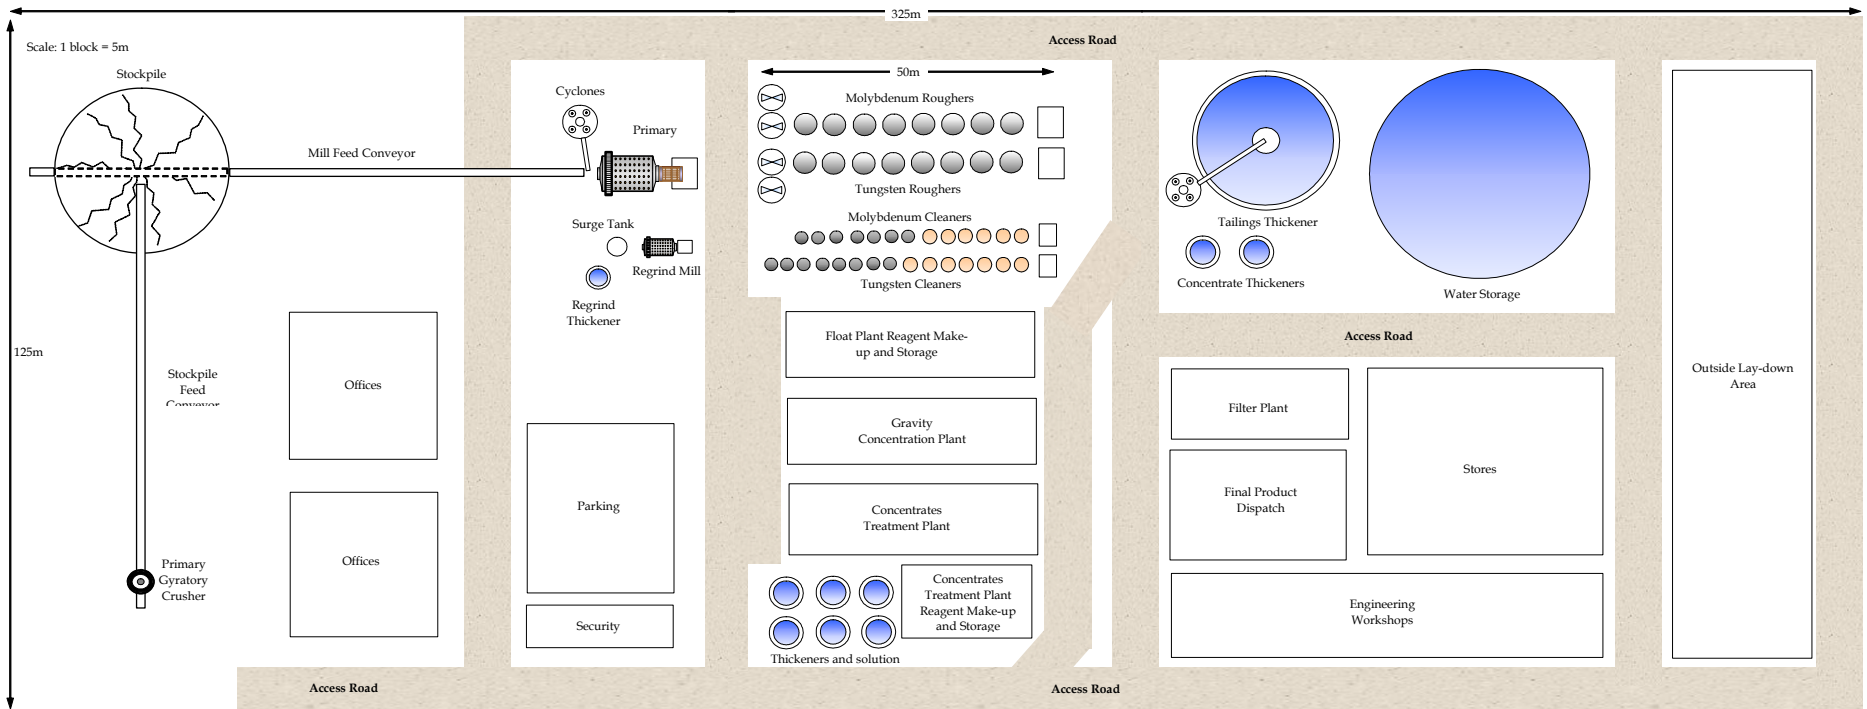 325m
Access Road
Scale: 1 block = 5m
Stockpile
Mill Feed Conveyor
125m
Stockpile
Feed
Conveyor
Primary
Gyratory
Crusher
Offices
Offices
Access Road
Cyclones
Primary
Surge Tank
Regrind Mill
Regrind
Thickener
Parking
Security
50m
Molybdenum Roughers
Tungsten Roughers
Molybdenum Cleaners
Tungsten Cleaners
Float Plant Reagent Make-
up and Storage
Gravity
Concentration Plant
Concentrates
Treatment Plant
Concentrates
Treatment Plant
Reagent Make-up
and Storage
Thickeners and solution
Access Road
Tailings Thickener
Concentrate Thickeners
Water Storage
Access Road
Filter Plant
Final Product
Dispatch
Stores
Engineering
Workshops
Outside Lay-down
Area